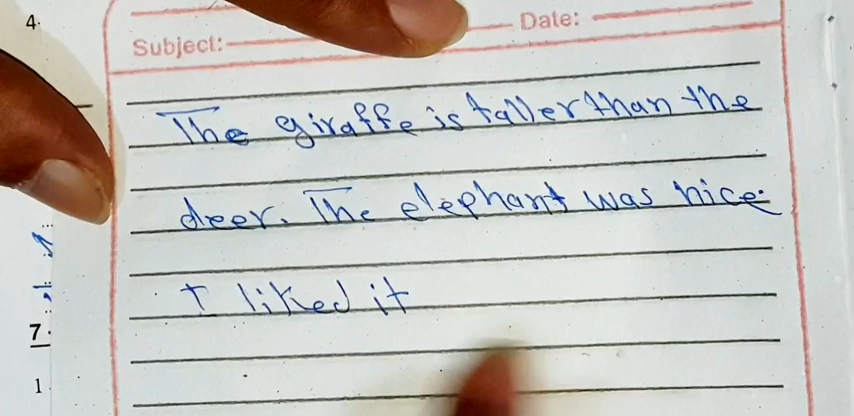 4.
Subject: Date:
The giraffe is taller than the
deer. The elephant was nice.
I liked it
7.
1